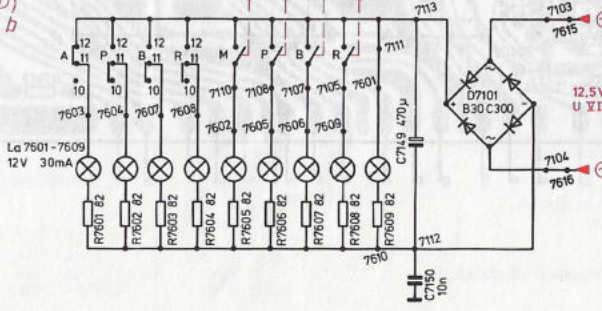 b
7113
7103
7615
12 12 12 12
A 11 P 11 B 11 R 11 M P B R 7111
10 10 10 10
7110 7108 7107 7105 7601
7603 7604 7607 7608
7602 7605 7606 7609
La 7601-7609
12V 30mA
R7601 82
R7602 82
R7603 82
R7604 82
R7605 82
R7606 82
R7607 82
R7608 82
R7609 82
C7149 470μ
~
D7101
+ B30 C300 -
~
12,5V
7104
7616
7112
7610
C7150
10n